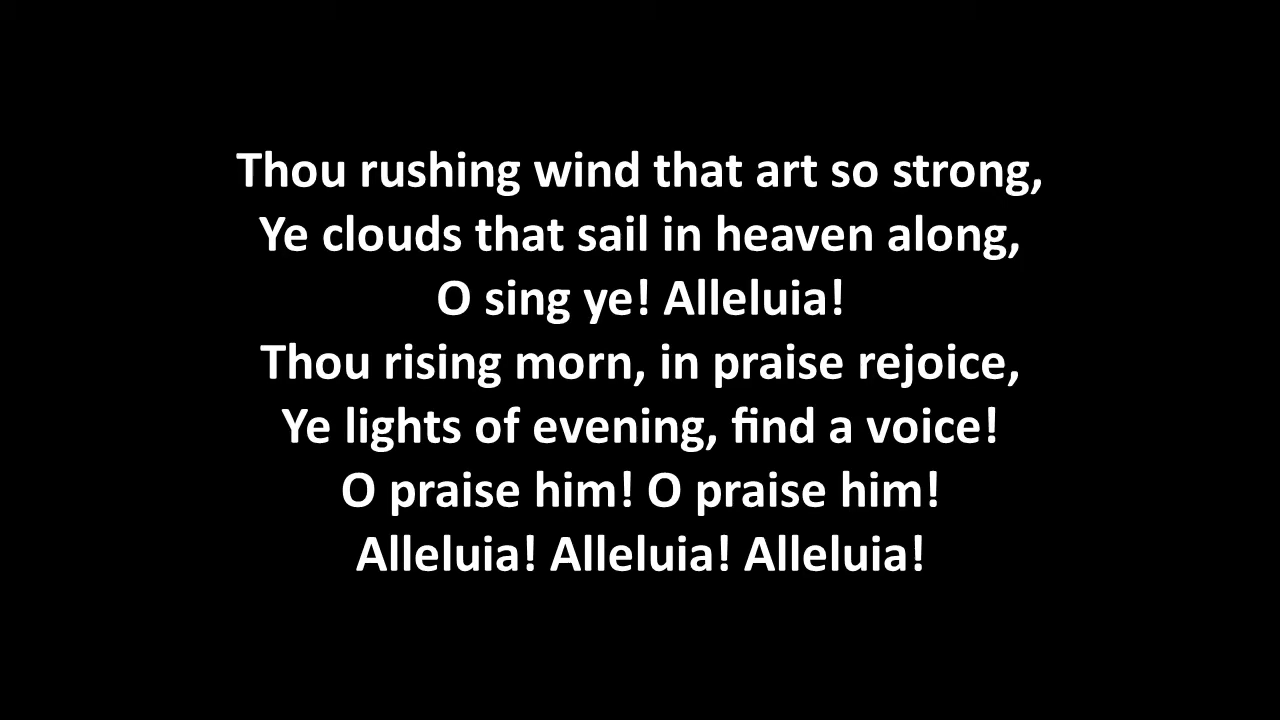 Thou rushing wind that art so strong,
Ye clouds that sail in heaven along,
O sing ye! Alleluia!
Thou rising morn, in praise rejoice,
Ye lights of evening, find a voice!
O praise him! O praise him!
Alleluia! Alleluia! Alleluia!